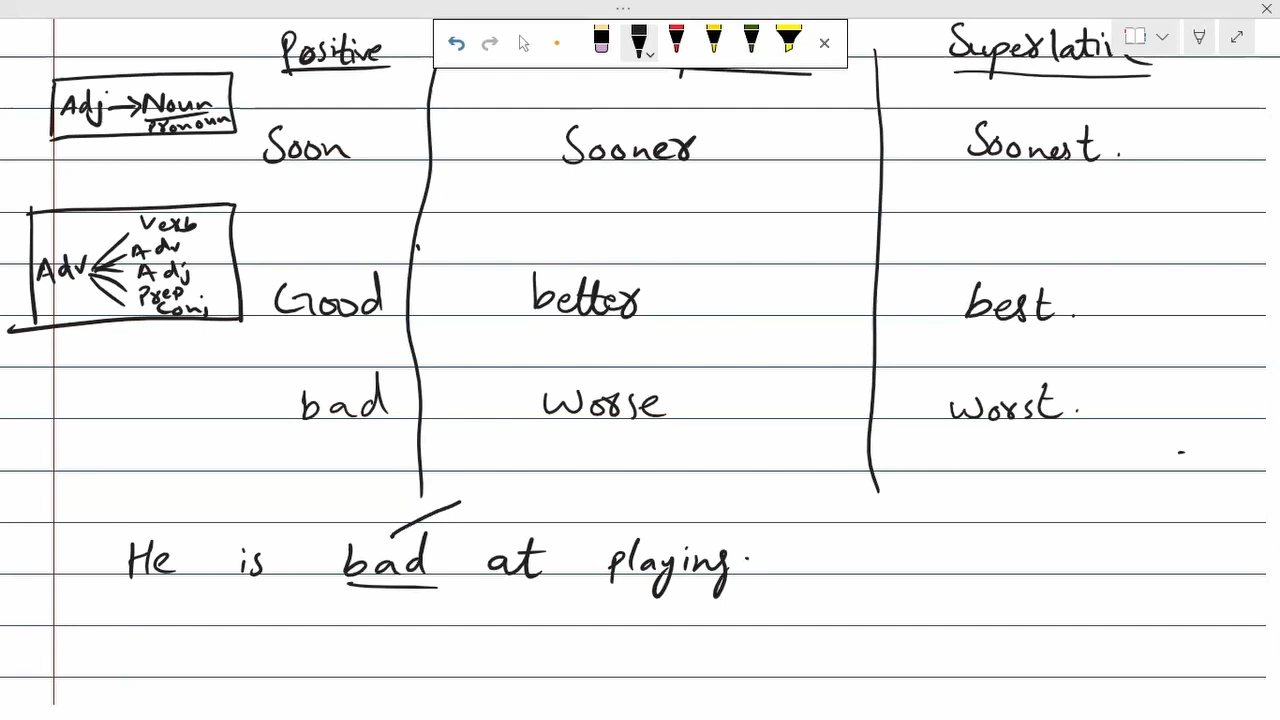 Positive Superlati
Adj → Noun
Pronoun
Soon Sooner Soonest.
Verb
Adv
Adv Adj
Prep
Conj
Good better best.
bad worse worst.
He is bad at playing.